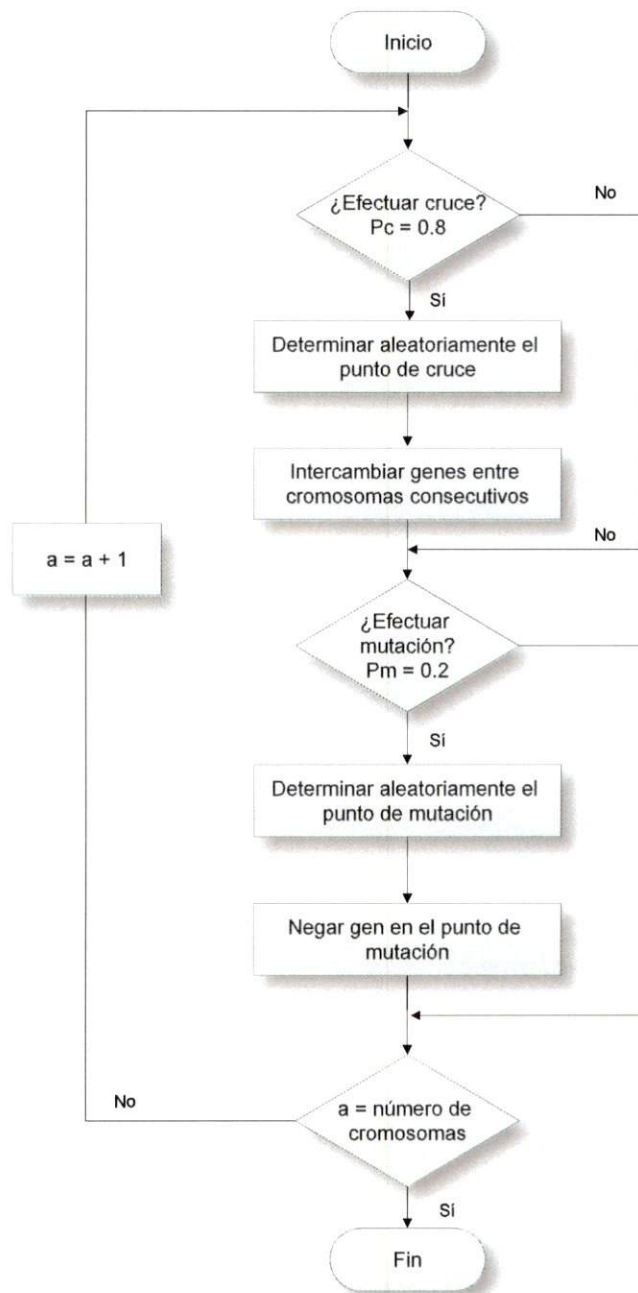 Inicio
¿Efectuar cruce?
Pc = 0.8
No
Sí
Determinar aleatoriamente el
punto de cruce
Intercambiar genes entre
cromosomas consecutivos
a = a + 1
No
¿Efectuar
mutación?
Pm = 0.2
Sí
Determinar aleatoriamente el
punto de mutación
Negar gen en el punto de
mutación
No
a = número de
cromosomas
Sí
Fin